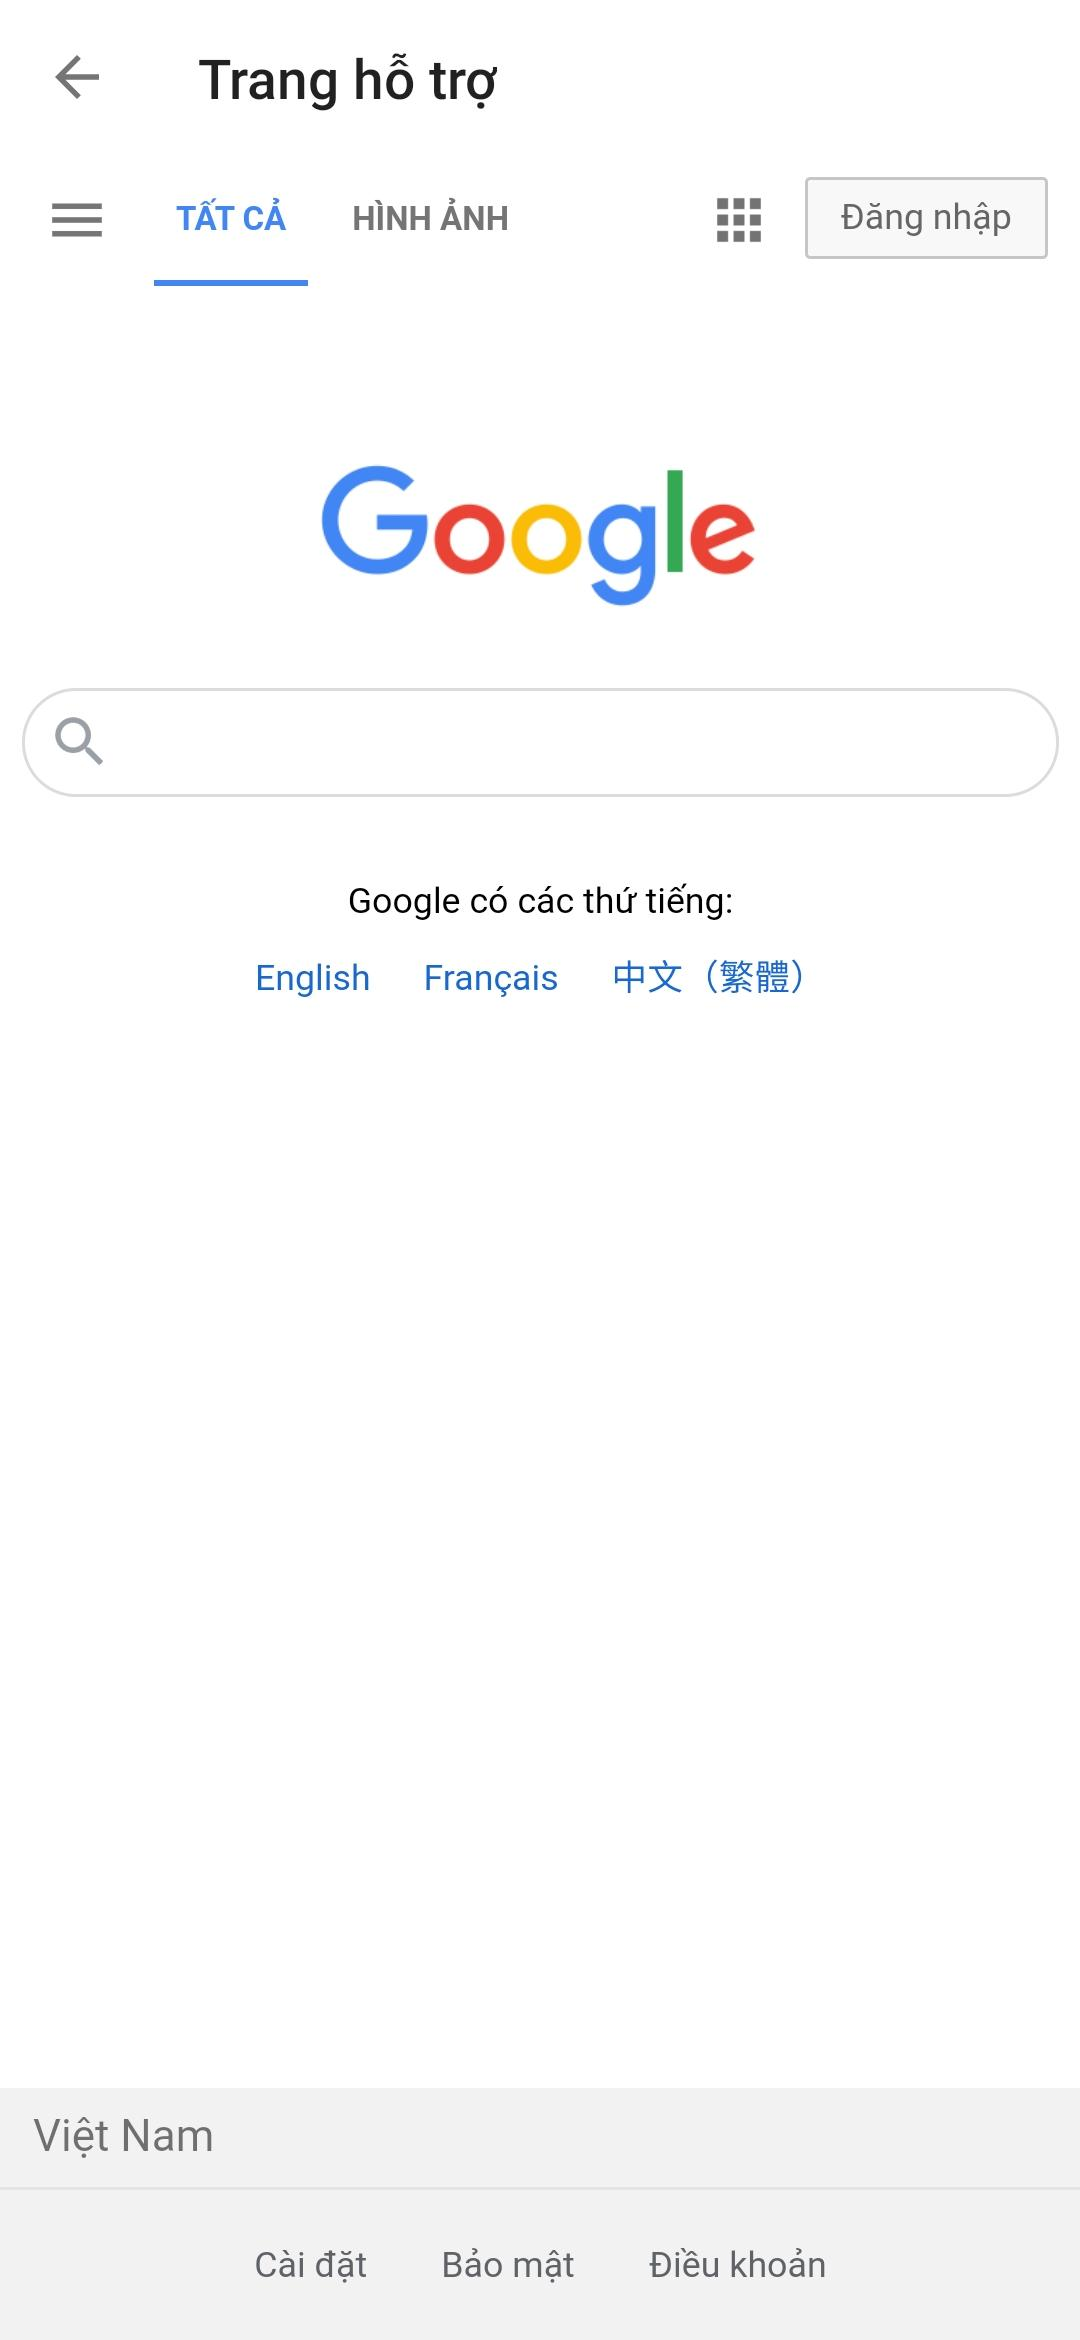 Trang hỗ trợ
TẤT CẢ HÌNH ẢNH Đăng nhập
Google
Google có các thứ tiếng:
English Français 中文（繁體）
Việt Nam
Cài đặt Bảo mật Điều khoản